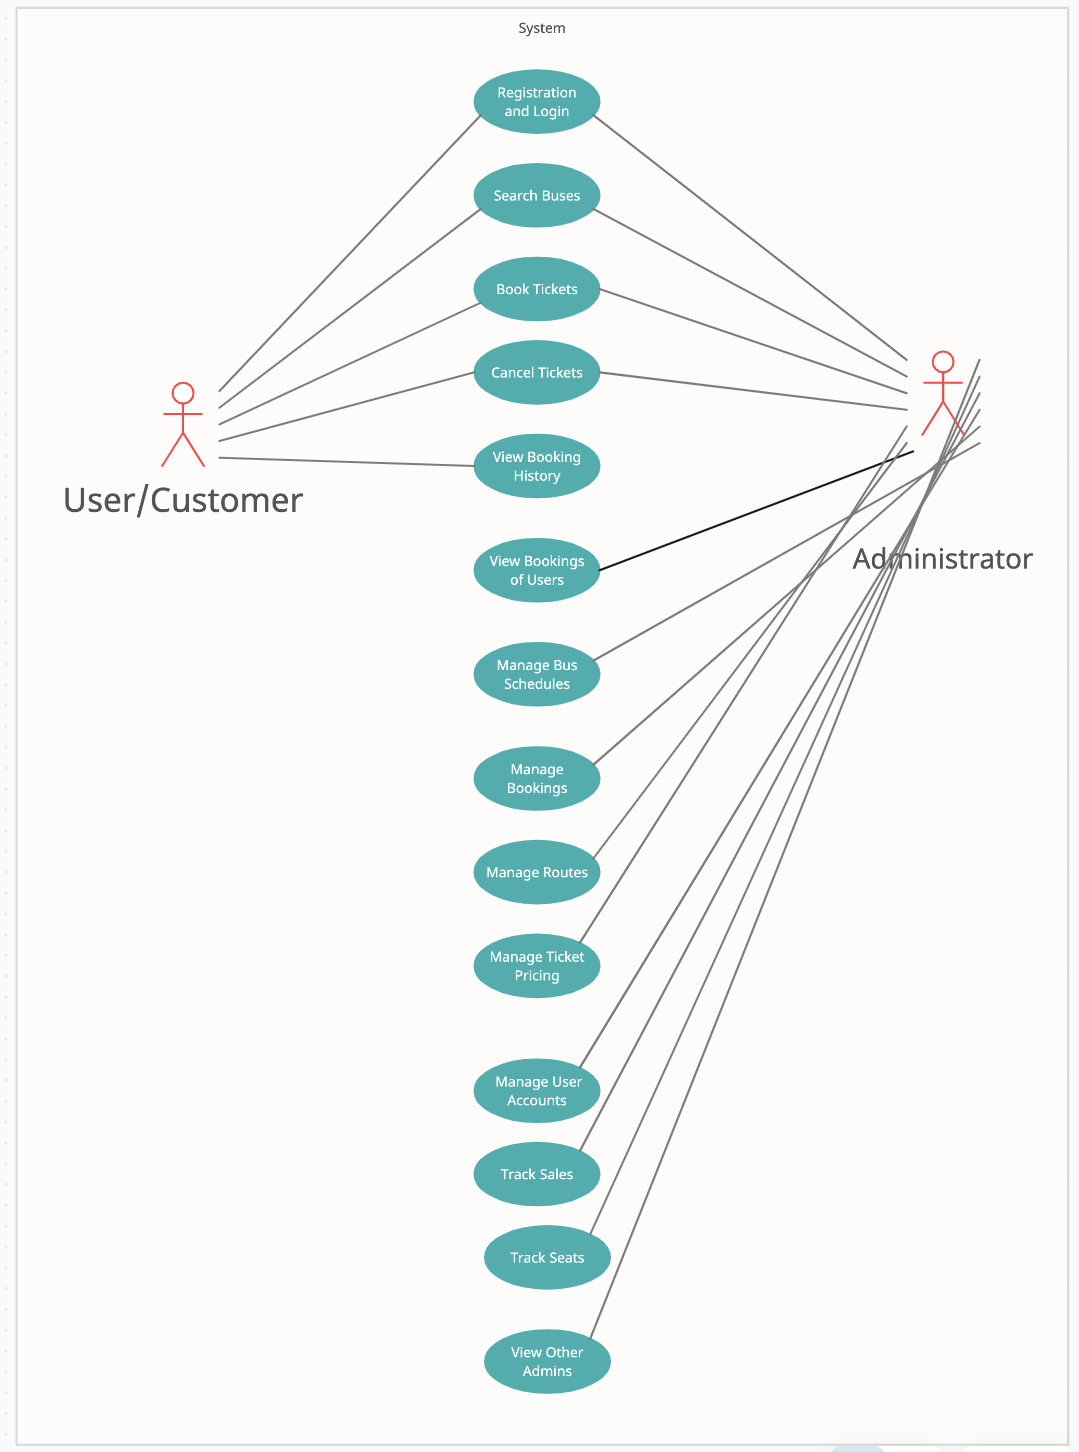 System
Registration
and Login
Search Buses
Book Tickets
Cancel Tickets
View Booking
History
User/Customer
View Bookings
of Users
Administrator
Manage Bus
Schedules
Manage
Bookings
Manage Routes
Manage Ticket
Pricing
Manage User
Accounts
Track Sales
Track Seats
View Other
Admins